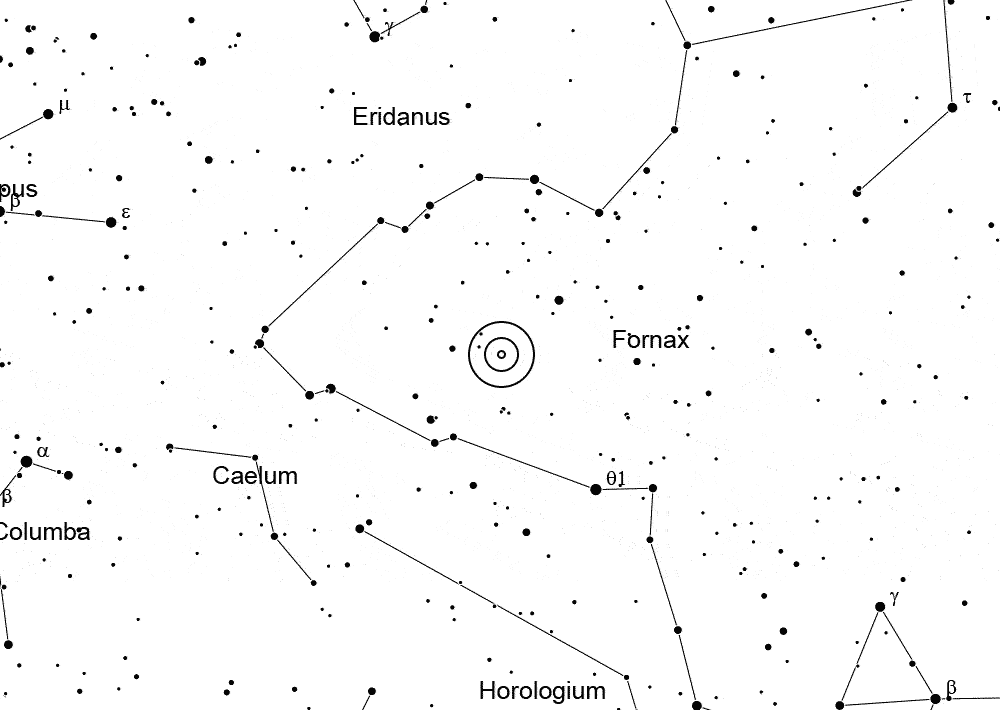 γ
μ
Eridanus
τ
pus
β
ε
Fornax
α
Caelum
θ1
β
Columba
γ
Horologium
β